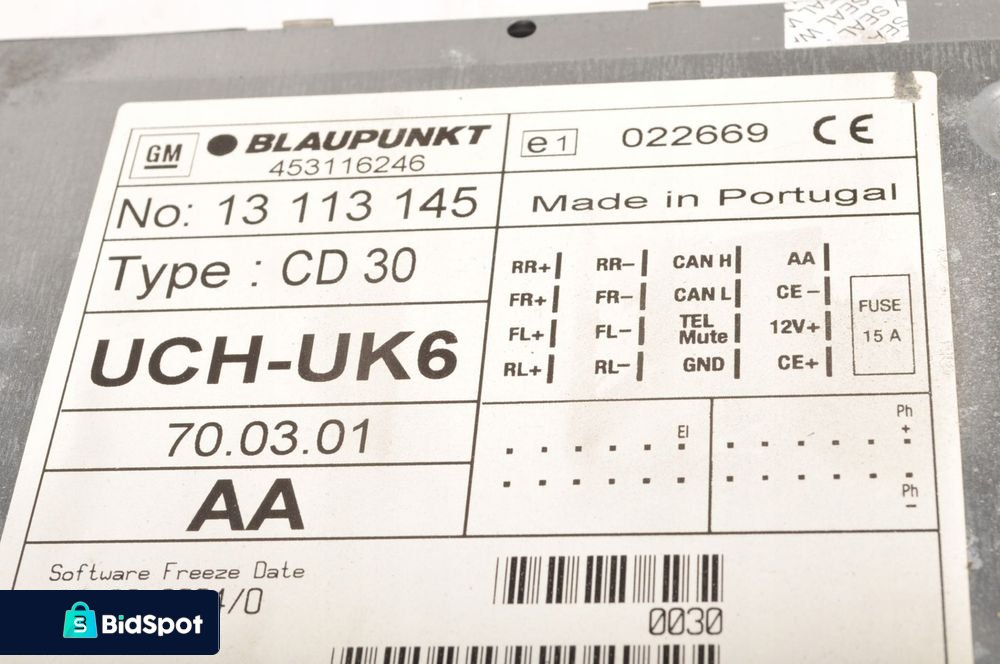 GM
BLAUPUNKT
453116246
e1 022669 CE
No: 13 113 145
Made in Portugal
Type : CD 30
UCH-UK6
70.03.01
AA
RR+ RR- CAN H AA
FR+ FR- CAN L CE-
FL+ FL- TEL Mute 12V+
RL+ RL- GND CE+
FUSE
15 A
EI
Ph
+
Ph
-
Software Freeze Date
0030
SEAL
BidSpot